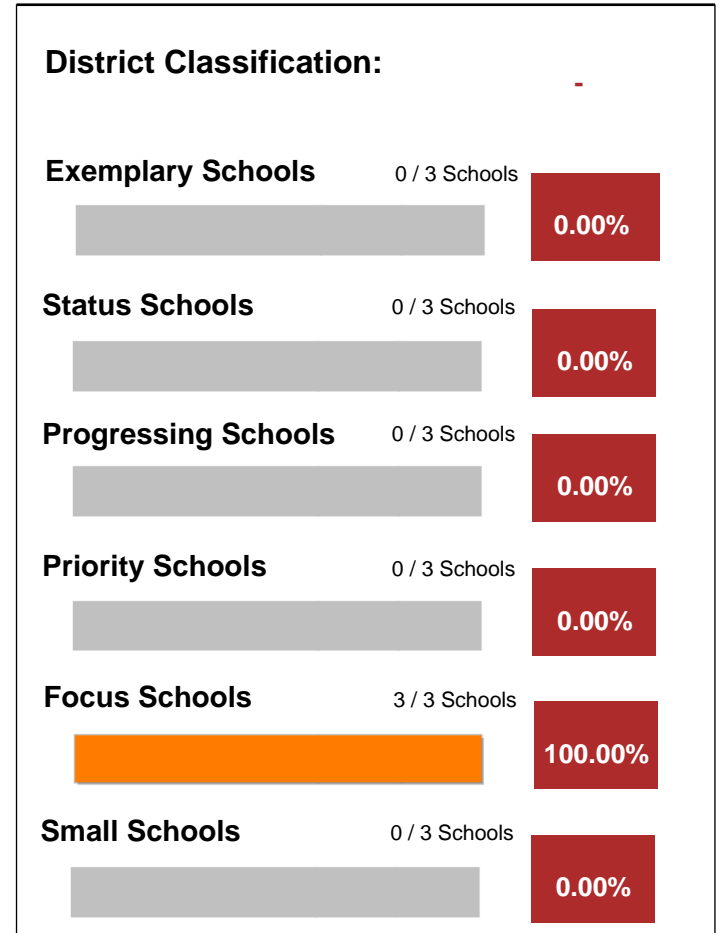 District Classification:
-
Exemplary Schools 0 / 3 Schools
0.00%
Status Schools 0 / 3 Schools
0.00%
Progressing Schools 0 / 3 Schools
0.00%
Priority Schools 0 / 3 Schools
0.00%
Focus Schools 3 / 3 Schools
100.00%
Small Schools 0 / 3 Schools
0.00%